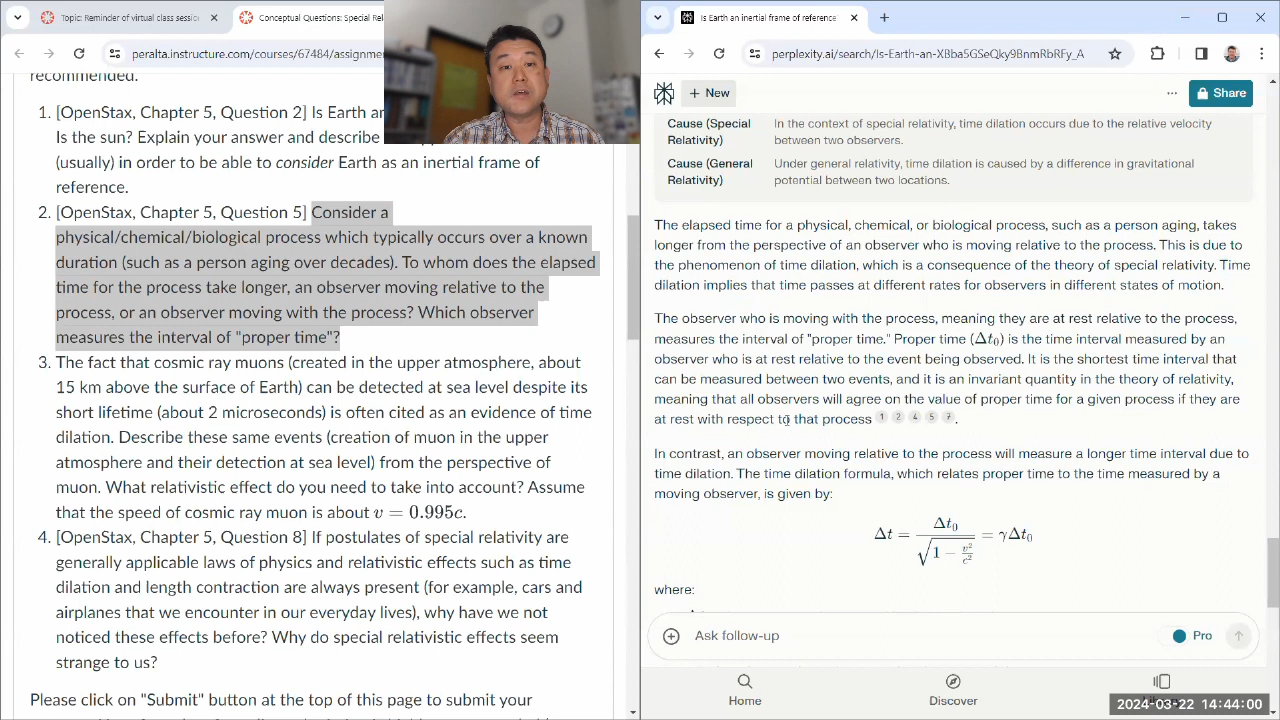 Topic: Reminder of virtual class sessio
Conceptual Questions: Special Rel
Is Earth an inertial frame of reference
peralta.instructure.com/courses/67484/assignmen
perplexity.ai/search/Is-Earth-an-XBba5GSeQky9BnmRbRFy_A
recommended.
1. [OpenStax, Chapter 5, Question 2] Is Earth an
Is the sun? Explain your answer and describe
(usually) in order to be able to consider Earth as an inertial frame of
reference.
2. [OpenStax, Chapter 5, Question 5] Consider a
physical/chemical/biological process which typically occurs over a known
duration (such as a person aging over decades). To whom does the elapsed
time for the process take longer, an observer moving relative to the
process, or an observer moving with the process? Which observer
measures the interval of "proper time"?
3. The fact that cosmic ray muons (created in the upper atmosphere, about
15 km above the surface of Earth) can be detected at sea level despite its
short lifetime (about 2 microseconds) is often cited as an evidence of time
dilation. Describe these same events (creation of muon in the upper
atmosphere and their detection at sea level) from the perspective of
muon. What relativistic effect do you need to take into account? Assume
that the speed of cosmic ray muon is about v = 0.995c.
4. [OpenStax, Chapter 5, Question 8] If postulates of special relativity are
generally applicable laws of physics and relativistic effects such as time
dilation and length contraction are always present (for example, cars and
airplanes that we encounter in our everyday lives), why have we not
noticed these effects before? Why do special relativistic effects seem
strange to us?
Please click on "Submit" button at the top of this page to submit your
+ New
Share
Cause (Special Relativity)
In the context of special relativity, time dilation occurs due to the relative velocity
between two observers.
Cause (General Relativity)
Under general relativity, time dilation is caused by a difference in gravitational
potential between two locations.
The elapsed time for a physical, chemical, or biological process, such as a person aging, takes
longer from the perspective of an observer who is moving relative to the process. This is due to
the phenomenon of time dilation, which is a consequence of the theory of special relativity. Time
dilation implies that time passes at different rates for observers in different states of motion.
The observer who is moving with the process, meaning they are at rest relative to the process,
measures the interval of "proper time." Proper time (Δt₀) is the time interval measured by an
observer who is at rest relative to the event being observed. It is the shortest time interval that
can be measured between two events, and it is an invariant quantity in the theory of relativity,
meaning that all observers will agree on the value of proper time for a given process if they are
at rest with respect to that process 1 2 4 5 7.
In contrast, an observer moving relative to the process will measure a longer time interval due to
time dilation. The time dilation formula, which relates proper time to the time measured by a
moving observer, is given by:
Δt = Δt₀ / √(1 − v²/c²) = γΔt₀
where:
Ask follow-up
Pro
Home
Discover
2024-03-22 14:44:00